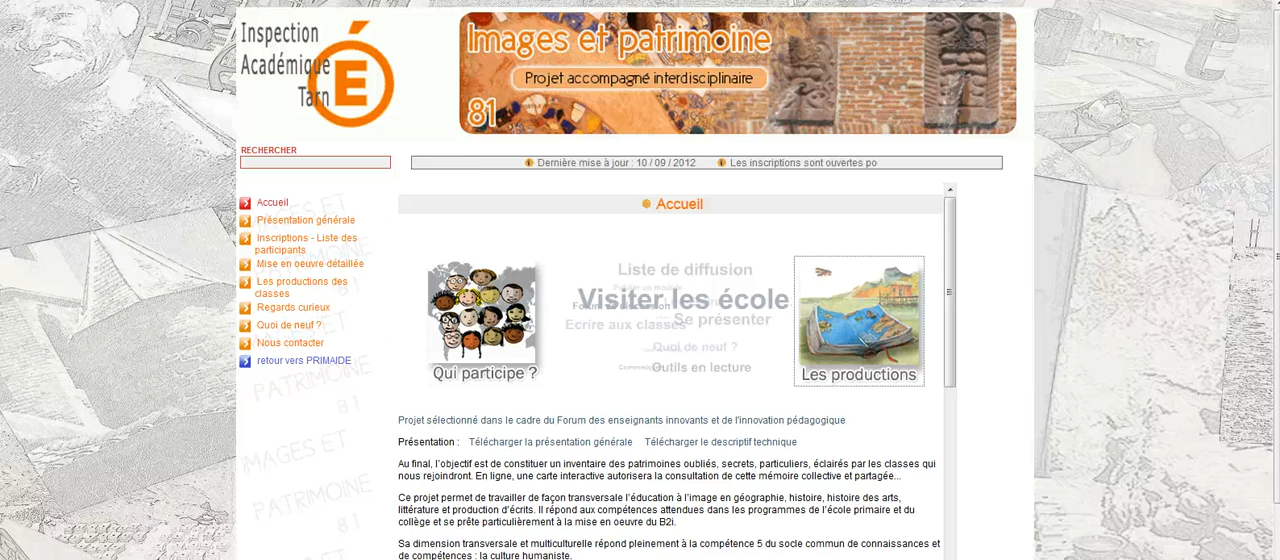 Inspection
Académique
Tarn
Images et patrimoine
Projet accompagné interdisciplinaire
81
RECHERCHER
Dernière mise à jour : 10 / 09 / 2012
Les inscriptions sont ouvertes po
Accueil
Présentation générale
Inscriptions - Liste des
participants
Mise en oeuvre détaillée
Les productions des
classes
Regards curieux
Quoi de neuf ?
Nous contacter
retour vers PRIMAIDE
IMAGES ET
PATRIMOINE
81
Accueil
Qui participe ?
Liste de diffusion
Visiter les école
Se présenter
Ecrire aux classes
Quoi de neuf ?
Outils en lecture
Les productions
Projet sélectionné dans le cadre du Forum des enseignants innovants et de l'innovation pédagogique
Présentation : Télécharger la présentation générale Télécharger le descriptif technique
Au final, l'objectif est de constituer un inventaire des patrimoines oubliés, secrets, particuliers, éclairés par les classes qui
nous rejoindront. En ligne, une carte interactive autorisera la consultation de cette mémoire collective et partagée...
Ce projet permet de travailler de façon transversale l'éducation à l'image en géographie, histoire, histoire des arts,
littérature et production d'écrits. Il répond aux compétences attendues dans les programmes de l'école primaire et du
collège et se prête particulièrement à la mise en oeuvre du B2i.
Sa dimension transversale et multiculturelle répond pleinement à la compétence 5 du socle commun de connaissances et
de compétences : la culture humaniste.